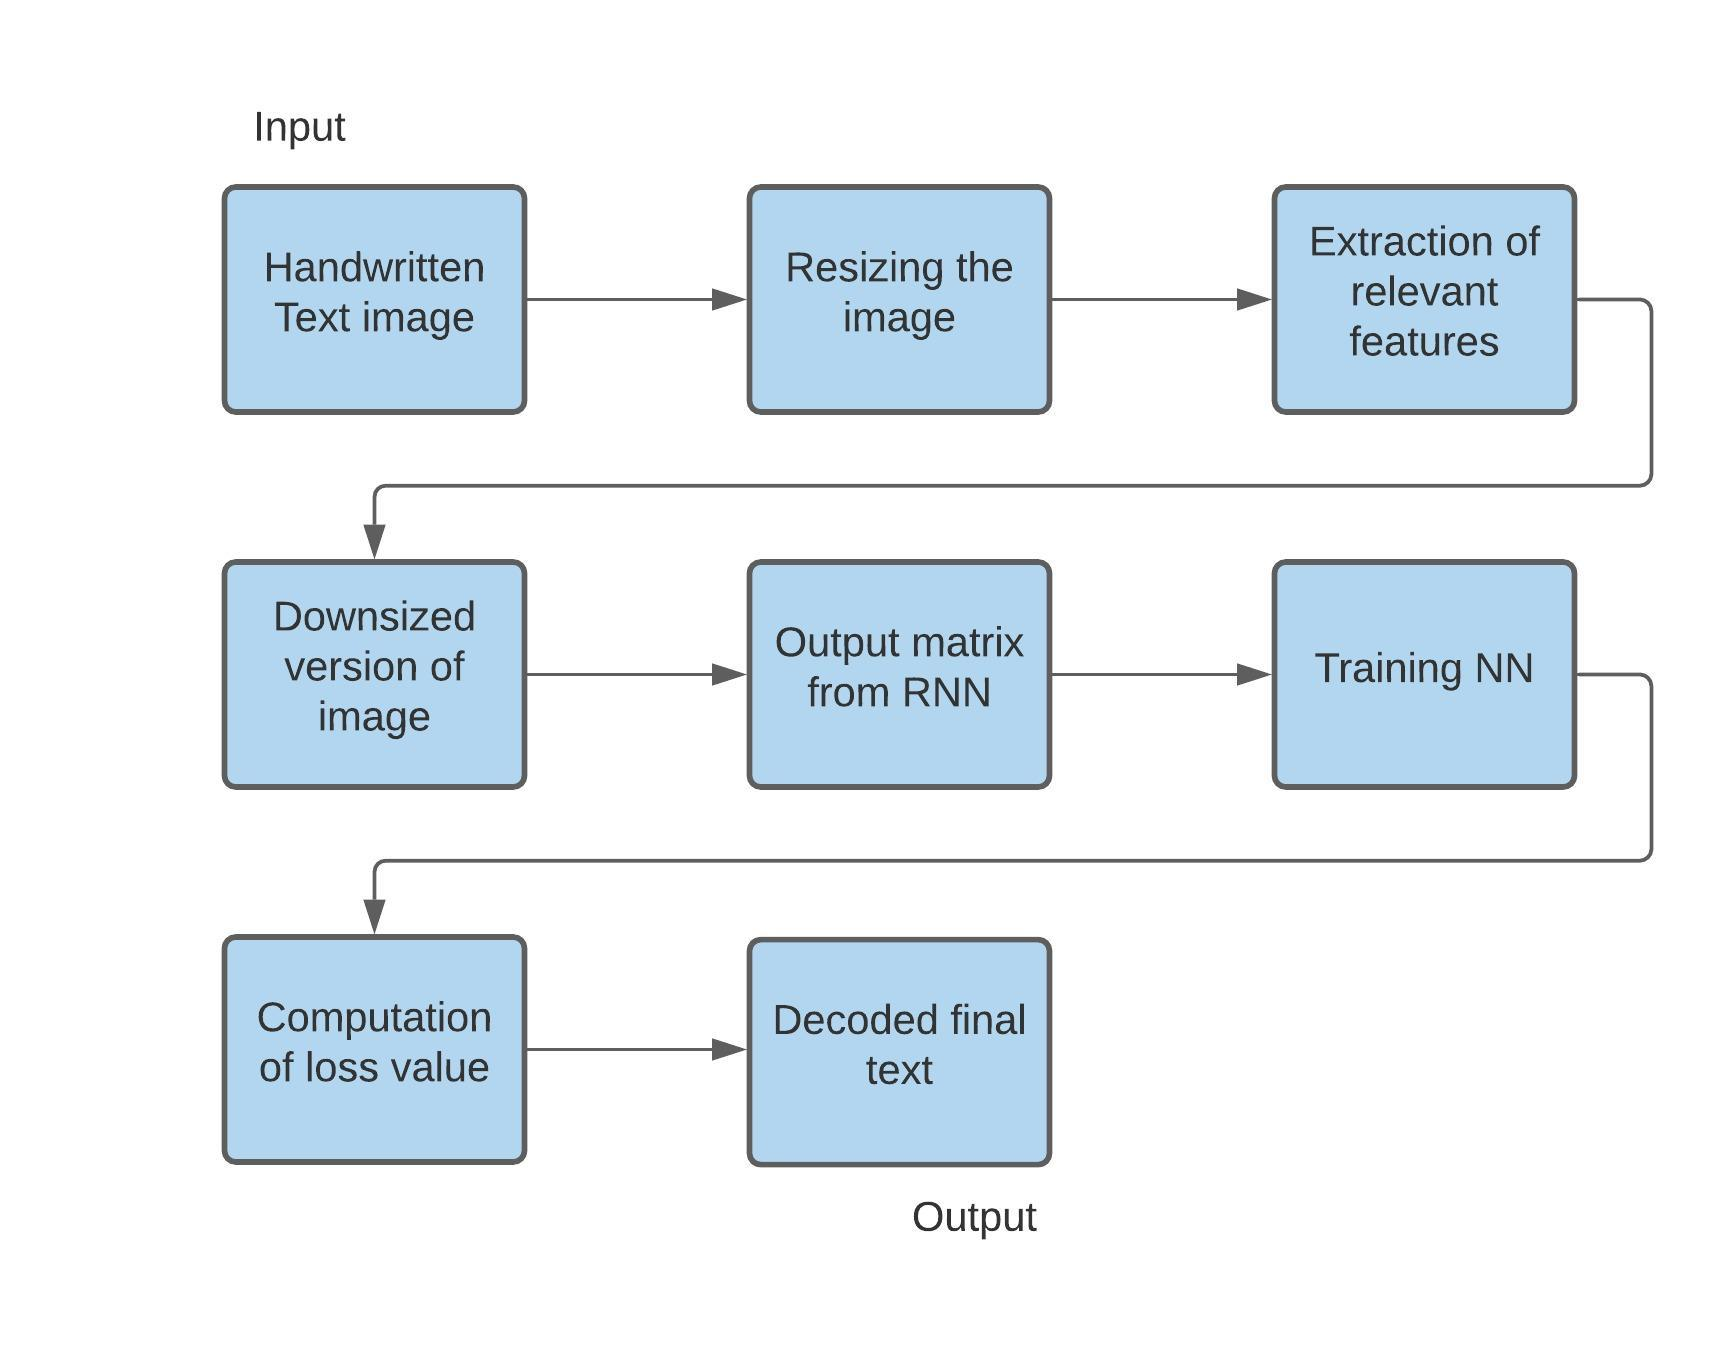 Input
Handwritten
Text image
Resizing the
image
Extraction of
relevant
features
Downsized
version of
image
Output matrix
from RNN
Training NN
Computation
of loss value
Decoded final
text
Output